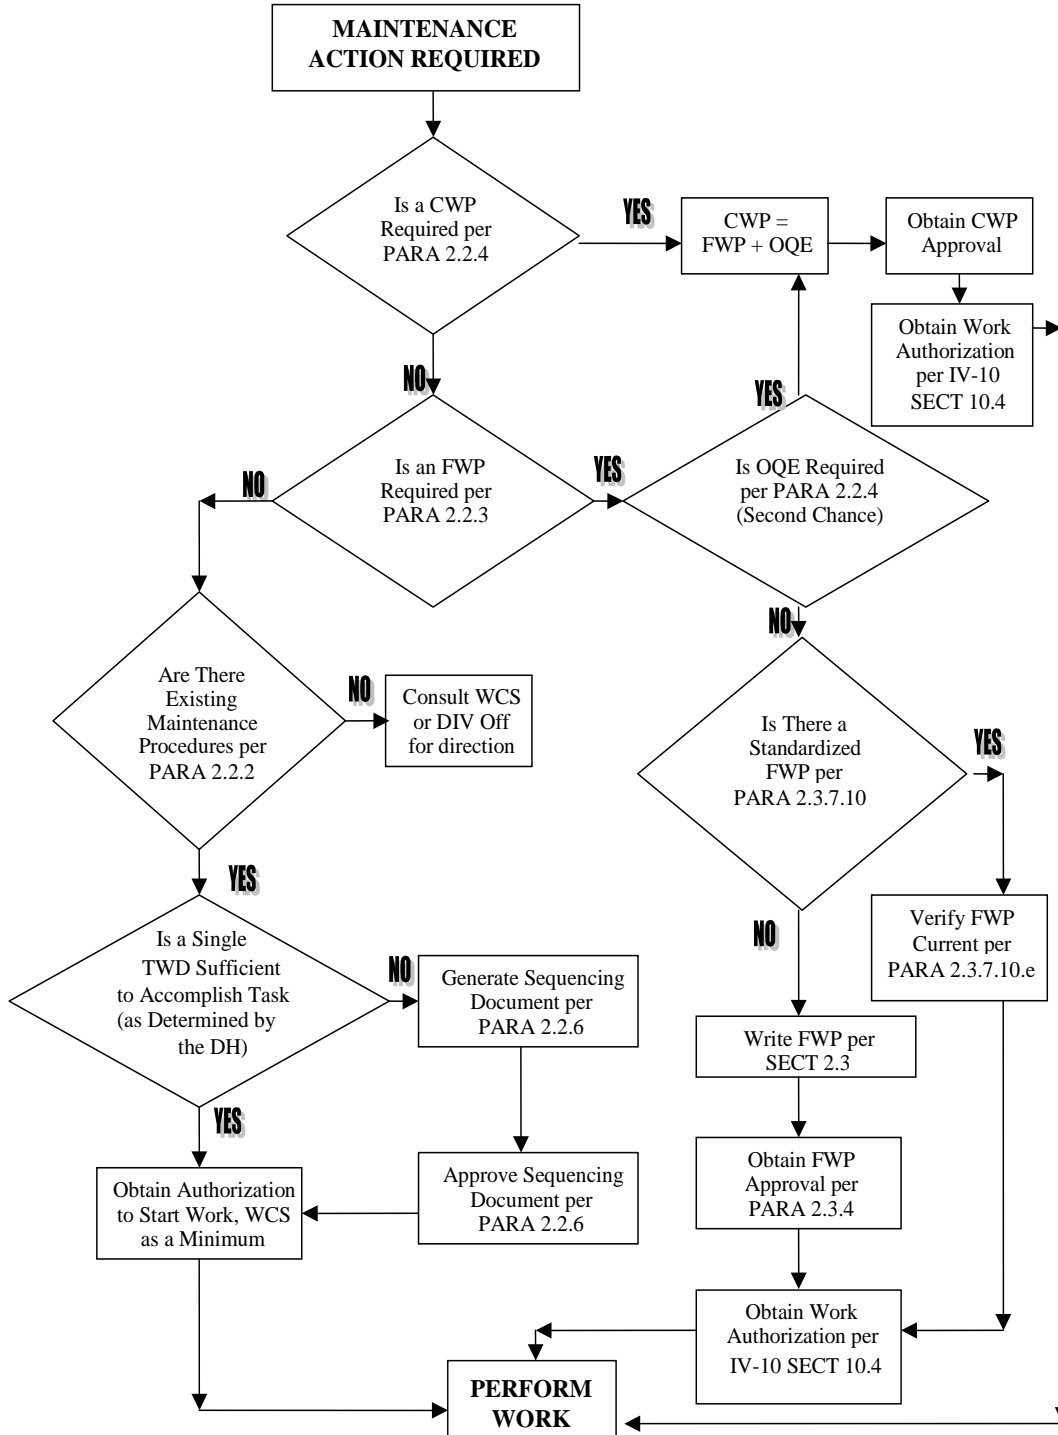 MAINTENANCE
ACTION REQUIRED
Is a CWP
Required per
PARA 2.2.4
YES
CWP =
FWP + OQE
Obtain CWP
Approval
Obtain Work
Authorization
per IV-10
SECT 10.4
NO
Is an FWP
Required per
PARA 2.2.3
YES
YES
Is OQE Required
per PARA 2.2.4
(Second Chance)
NO
NO
Are There
Existing
Maintenance
Procedures per
PARA 2.2.2
NO
Consult WCS
or DIV Off
for direction
Is There a
Standardized
FWP per
PARA 2.3.7.10
YES
Verify FWP
Current per
PARA 2.3.7.10.e
YES
Is a Single
TWD Sufficient
to Accomplish Task
(as Determined by
the DH)
NO
Generate Sequencing
Document per
PARA 2.2.6
NO
Write FWP per
SECT 2.3
YES
Obtain Authorization
to Start Work, WCS
as a Minimum
Approve Sequencing
Document per
PARA 2.2.6
Obtain FWP
Approval per
PARA 2.3.4
Obtain Work
Authorization per
IV-10 SECT 10.4
PERFORM
WORK